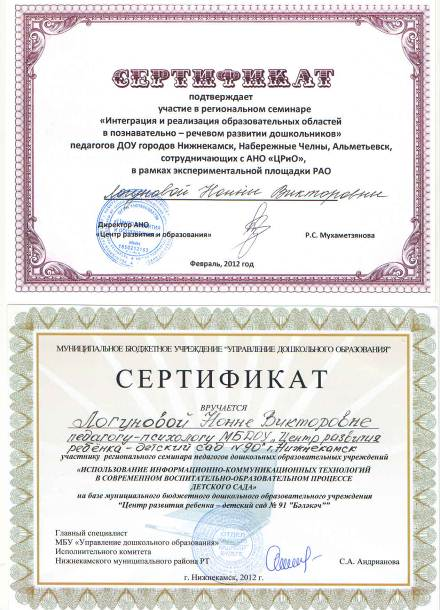 СЕРТИФИКАТ
подтверждает
участие в региональном семинаре
«Интеграция и реализация образовательных областей
в познавательно – речевом развитии дошкольников»
педагогов ДОУ городов Нижнекамск, Набережные Челны, Альметьевск,
сотрудничающих с АНО «ЦРиО»,
в рамках экспериментальной площадки РАО
Логуновой Нонны Викторовны
Директор АНО
«Центр развития и образования»
Р.С. Мухаметзянова
Февраль, 2012 год
МУНИЦИПАЛЬНОЕ БЮДЖЕТНОЕ УЧРЕЖДЕНИЕ "УПРАВЛЕНИЕ ДОШКОЛЬНОГО ОБРАЗОВАНИЯ"
СЕРТИФИКАТ
ВРУЧАЕТСЯ
Логуновой Нонне Викторовне
педагогу-психологу МБДОУ „Центр развития
ребёнка - детский сад №90" г. Нижнекамск
участнику регионального семинара педагогов дошкольных образовательных учреждений
«ИСПОЛЬЗОВАНИЕ ИНФОРМАЦИОННО-КОММУНИКАЦИОННЫХ ТЕХНОЛОГИЙ
В СОВРЕМЕННОМ ВОСПИТАТЕЛЬНО-ОБРАЗОВАТЕЛЬНОМ ПРОЦЕССЕ
ДЕТСКОГО САДА»
на базе муниципального бюджетного дошкольного образовательного учреждения
"Центр развития ребенка – детский сад № 91 "Бәләкәч""
Главный специалист
МБУ «Управление дошкольного образования»
Исполнительного комитета
Нижнекамского муниципального района РТ
С.А. Андрианова
г. Нижнекамск, 2012 г.